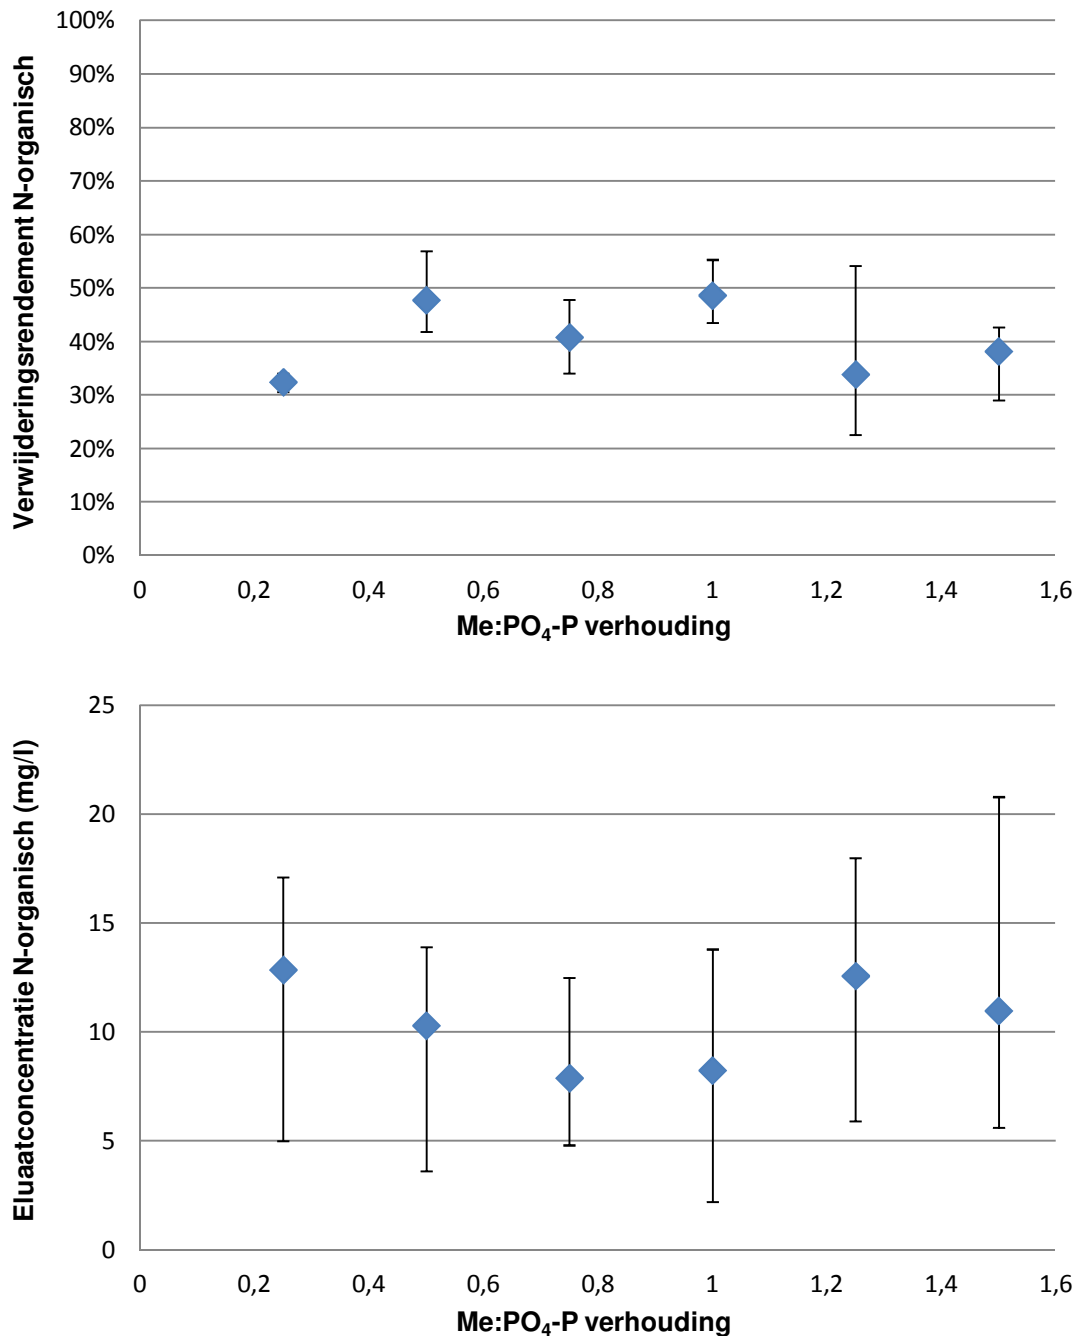 100%
90%
80%
70%
60%
50%
40%
30%
20%
10%
0%
Verwijderingsrendement N-organisch
0 0,2 0,4 0,6 0,8 1 1,2 1,4 1,6
Me:PO₄-P verhouding
25
20
15
10
5
0
Eluaatconcentratie N-organisch (mg/l)
0 0,2 0,4 0,6 0,8 1 1,2 1,4 1,6
Me:PO₄-P verhouding